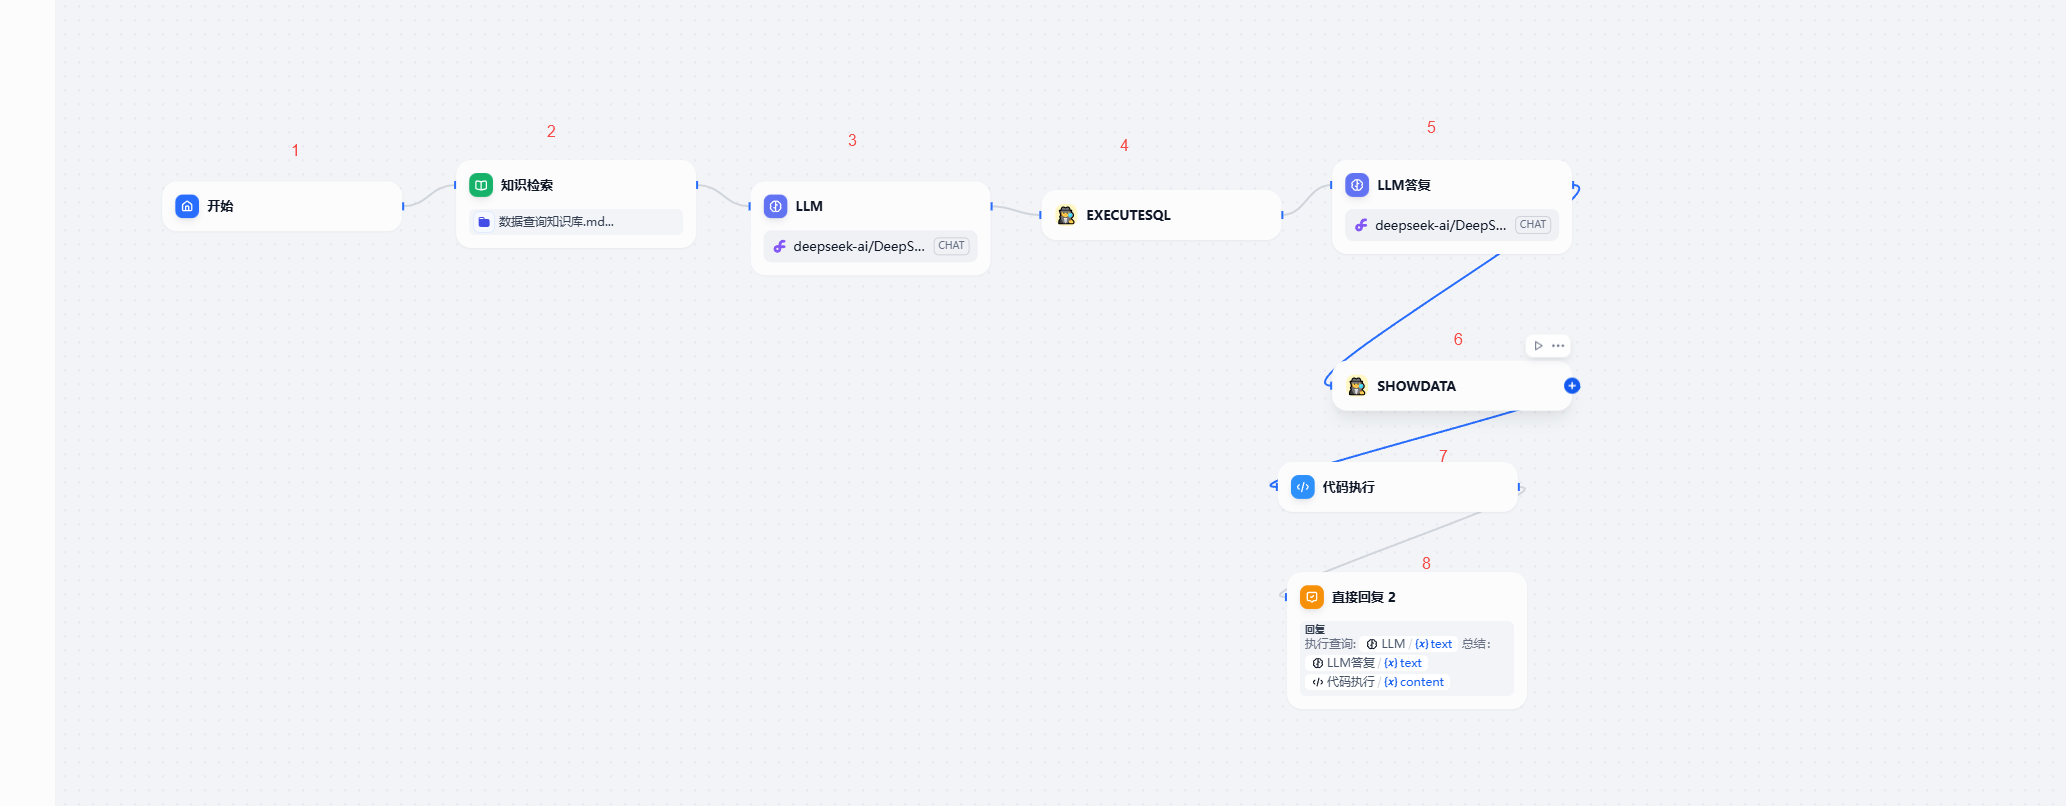 1
2
3
4
5
开始
知识检索
数据查询知识库.md...
LLM
deepseek-ai/DeepS... CHAT
EXECUTESQL
LLM答复
deepseek-ai/DeepS... CHAT
6
SHOWDATA
7
代码执行
8
直接回复 2
回复
执行查询: LLM / {x} text 总结:
LLM答复 / {x} text
代码执行 / {x} content